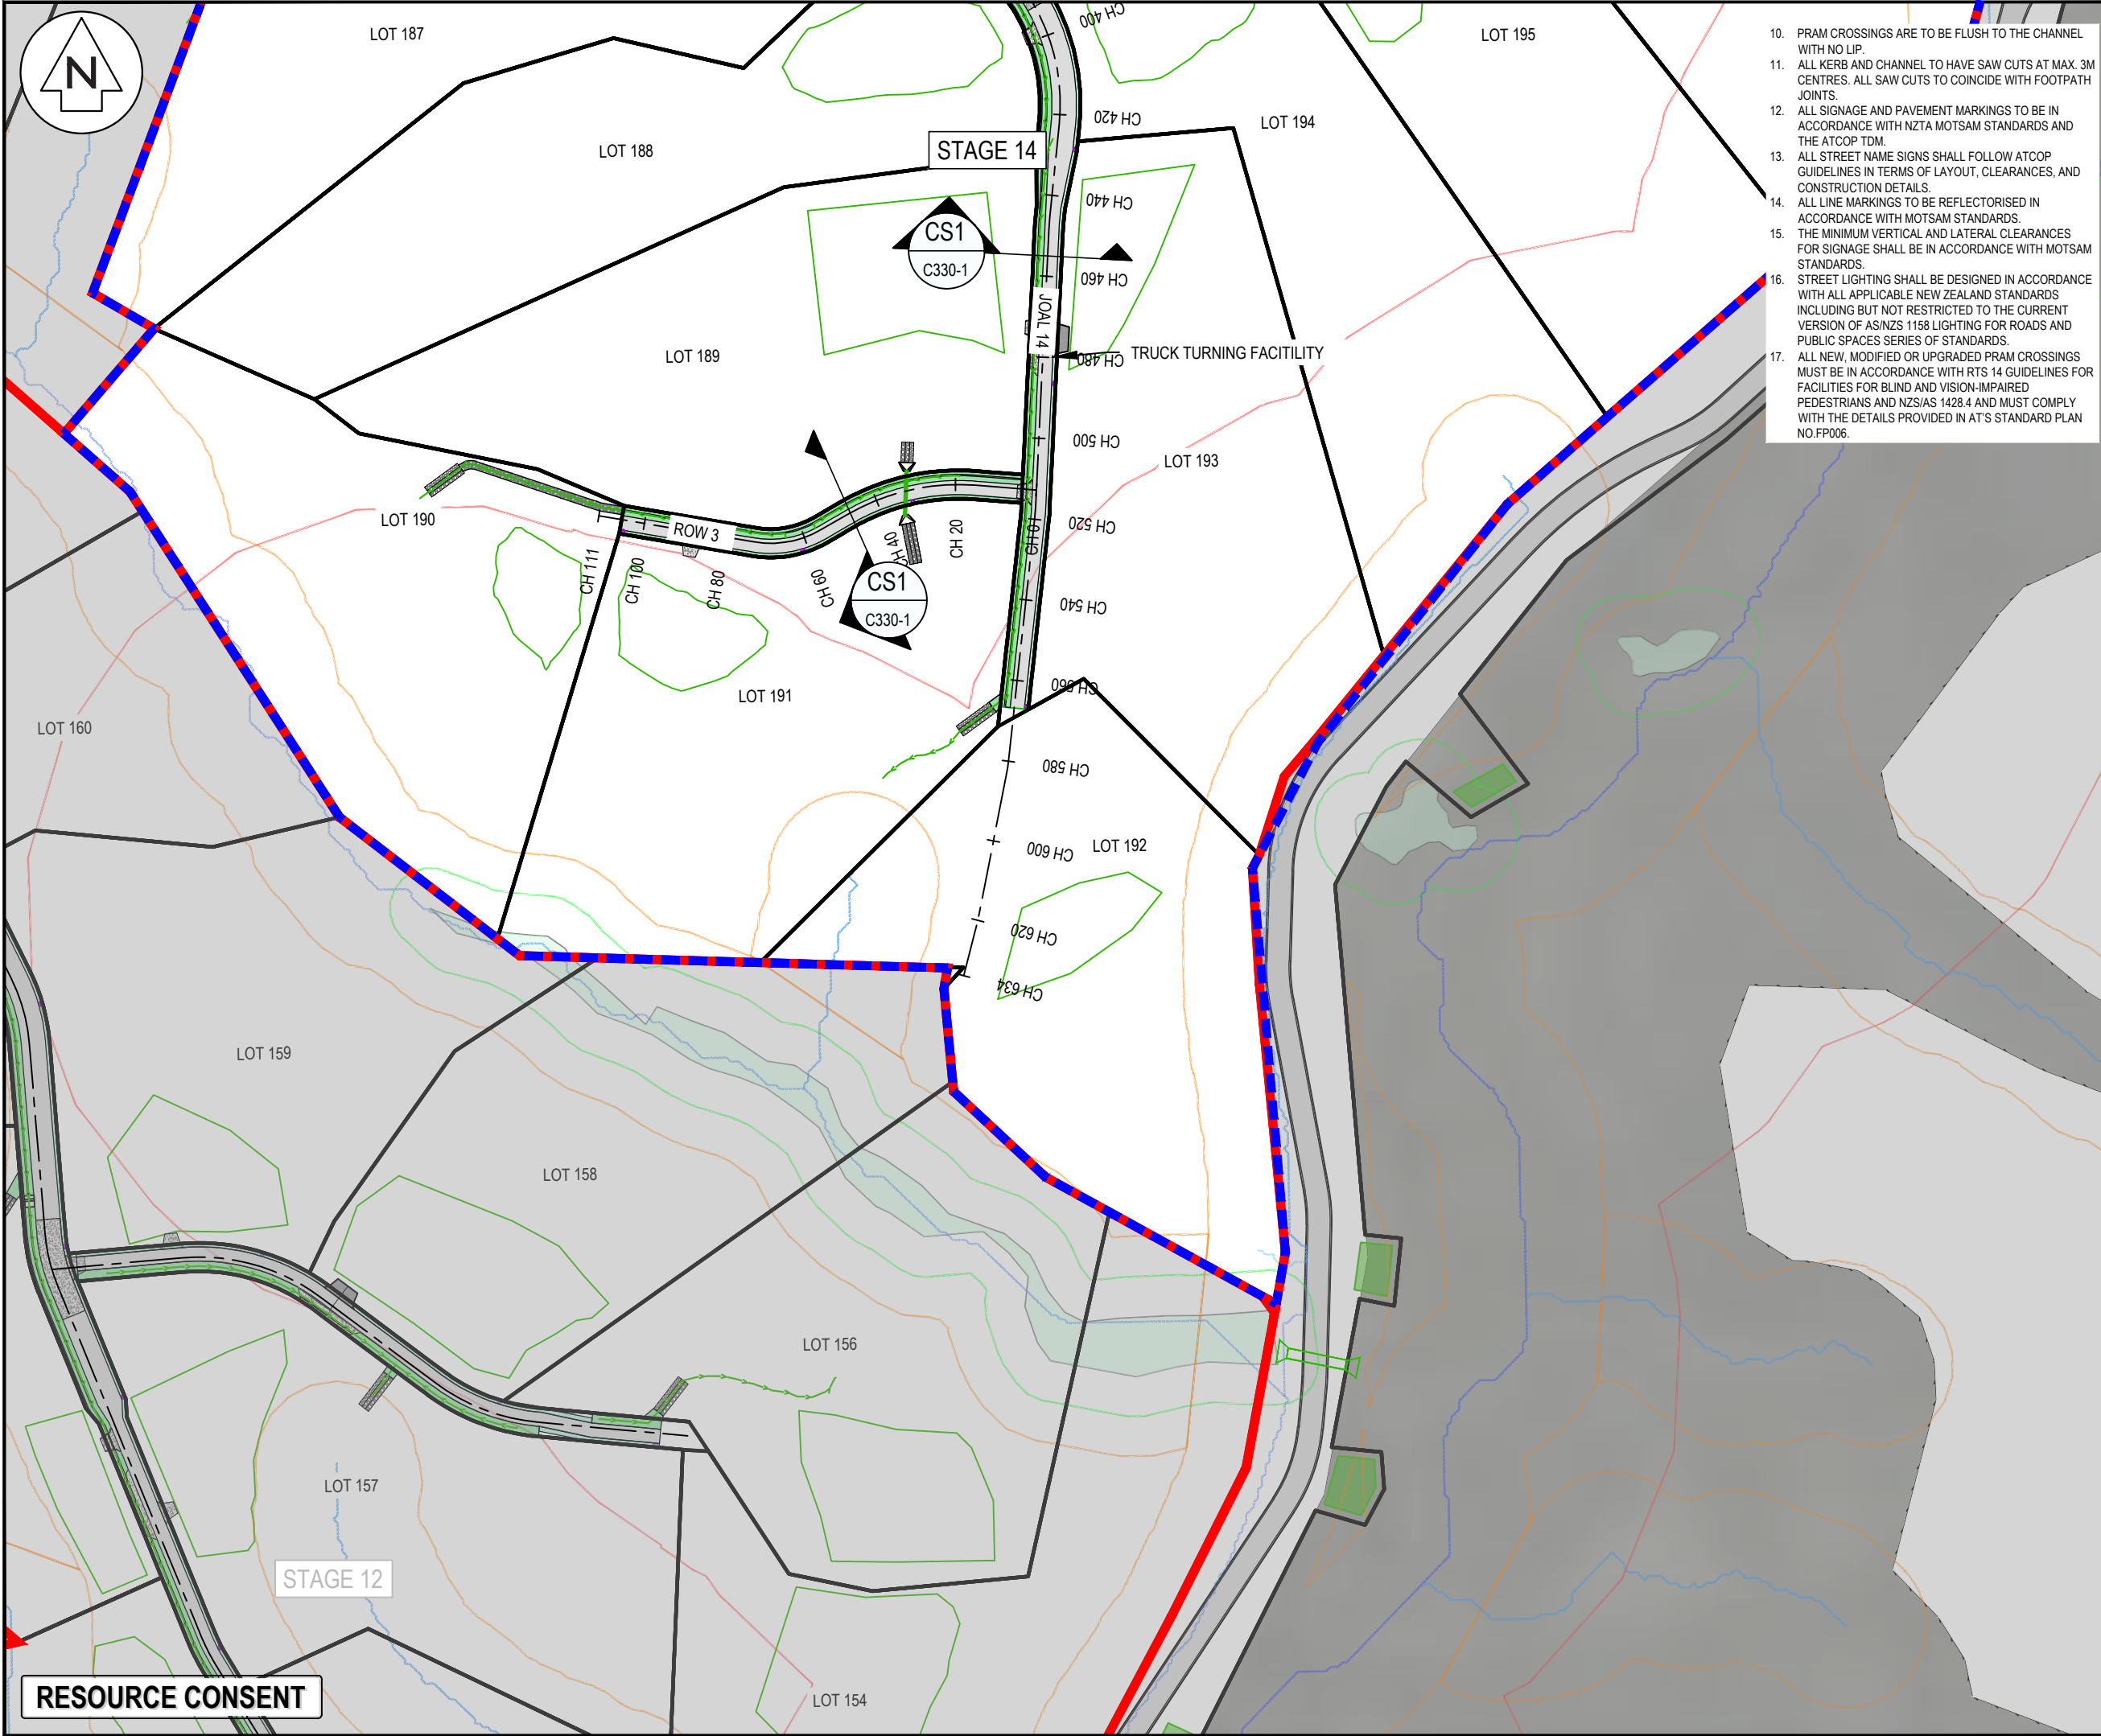 N
LOT 187
LOT 188
STAGE 14
CS1
C330-1
LOT 189
JOAL 14
TRUCK TURNING FACITILITY
LOT 195
LOT 194
LOT 193
CH 400
CH 420
CH 440
CH 460
CH 480
CH 500
CH 520
CH 540
CH 560
CH 580
CH 600
CH 620
CH 634
10. PRAM CROSSINGS ARE TO BE FLUSH TO THE CHANNEL
WITH NO LIP.
11. ALL KERB AND CHANNEL TO HAVE SAW CUTS AT MAX. 3M
CENTRES. ALL SAW CUTS TO COINCIDE WITH FOOTPATH
JOINTS.
12. ALL SIGNAGE AND PAVEMENT MARKINGS TO BE IN
ACCORDANCE WITH NZTA MOTSAM STANDARDS AND
THE ATCOP TDM.
13. ALL STREET NAME SIGNS SHALL FOLLOW ATCOP
GUIDELINES IN TERMS OF LAYOUT, CLEARANCES, AND
CONSTRUCTION DETAILS.
14. ALL LINE MARKINGS TO BE REFLECTORISED IN
ACCORDANCE WITH MOTSAM STANDARDS.
15. THE MINIMUM VERTICAL AND LATERAL CLEARANCES
FOR SIGNAGE SHALL BE IN ACCORDANCE WITH MOTSAM
STANDARDS.
16. STREET LIGHTING SHALL BE DESIGNED IN ACCORDANCE
WITH ALL APPLICABLE NEW ZEALAND STANDARDS
INCLUDING BUT NOT RESTRICTED TO THE CURRENT
VERSION OF AS/NZS 1158 LIGHTING FOR ROADS AND
PUBLIC SPACES SERIES OF STANDARDS.
17. ALL NEW, MODIFIED OR UPGRADED PRAM CROSSINGS
MUST BE IN ACCORDANCE WITH RTS 14 GUIDELINES FOR
FACILITIES FOR BLIND AND VISION-IMPAIRED
PEDESTRIANS AND NZS/AS 1428.4 AND MUST COMPLY
WITH THE DETAILS PROVIDED IN AT'S STANDARD PLAN
NO.FP006.
LOT 190
ROW 3
CH 111
CH 100
CH 80
CH 60
CH 40
CH 20
CH 0
CS1
C330-1
LOT 191
LOT 192
LOT 160
LOT 159
LOT 158
LOT 156
LOT 157
STAGE 12
LOT 154
RESOURCE CONSENT